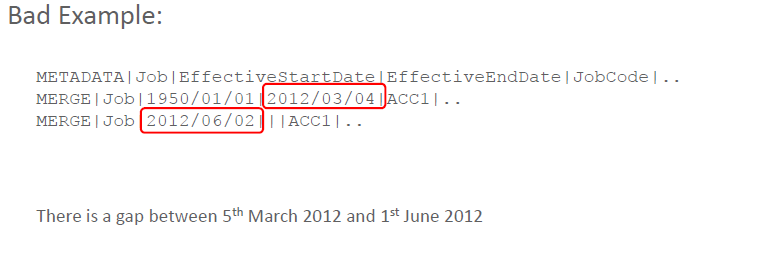 Bad Example:
METADATA|Job|EffectiveStartDate|EffectiveEndDate|JobCode|..
MERGE|Job|1950/01/01|2012/03/04|ACC1|..
MERGE|Job 2012/06/02|||ACC1|..
There is a gap between 5th March 2012 and 1st June 2012